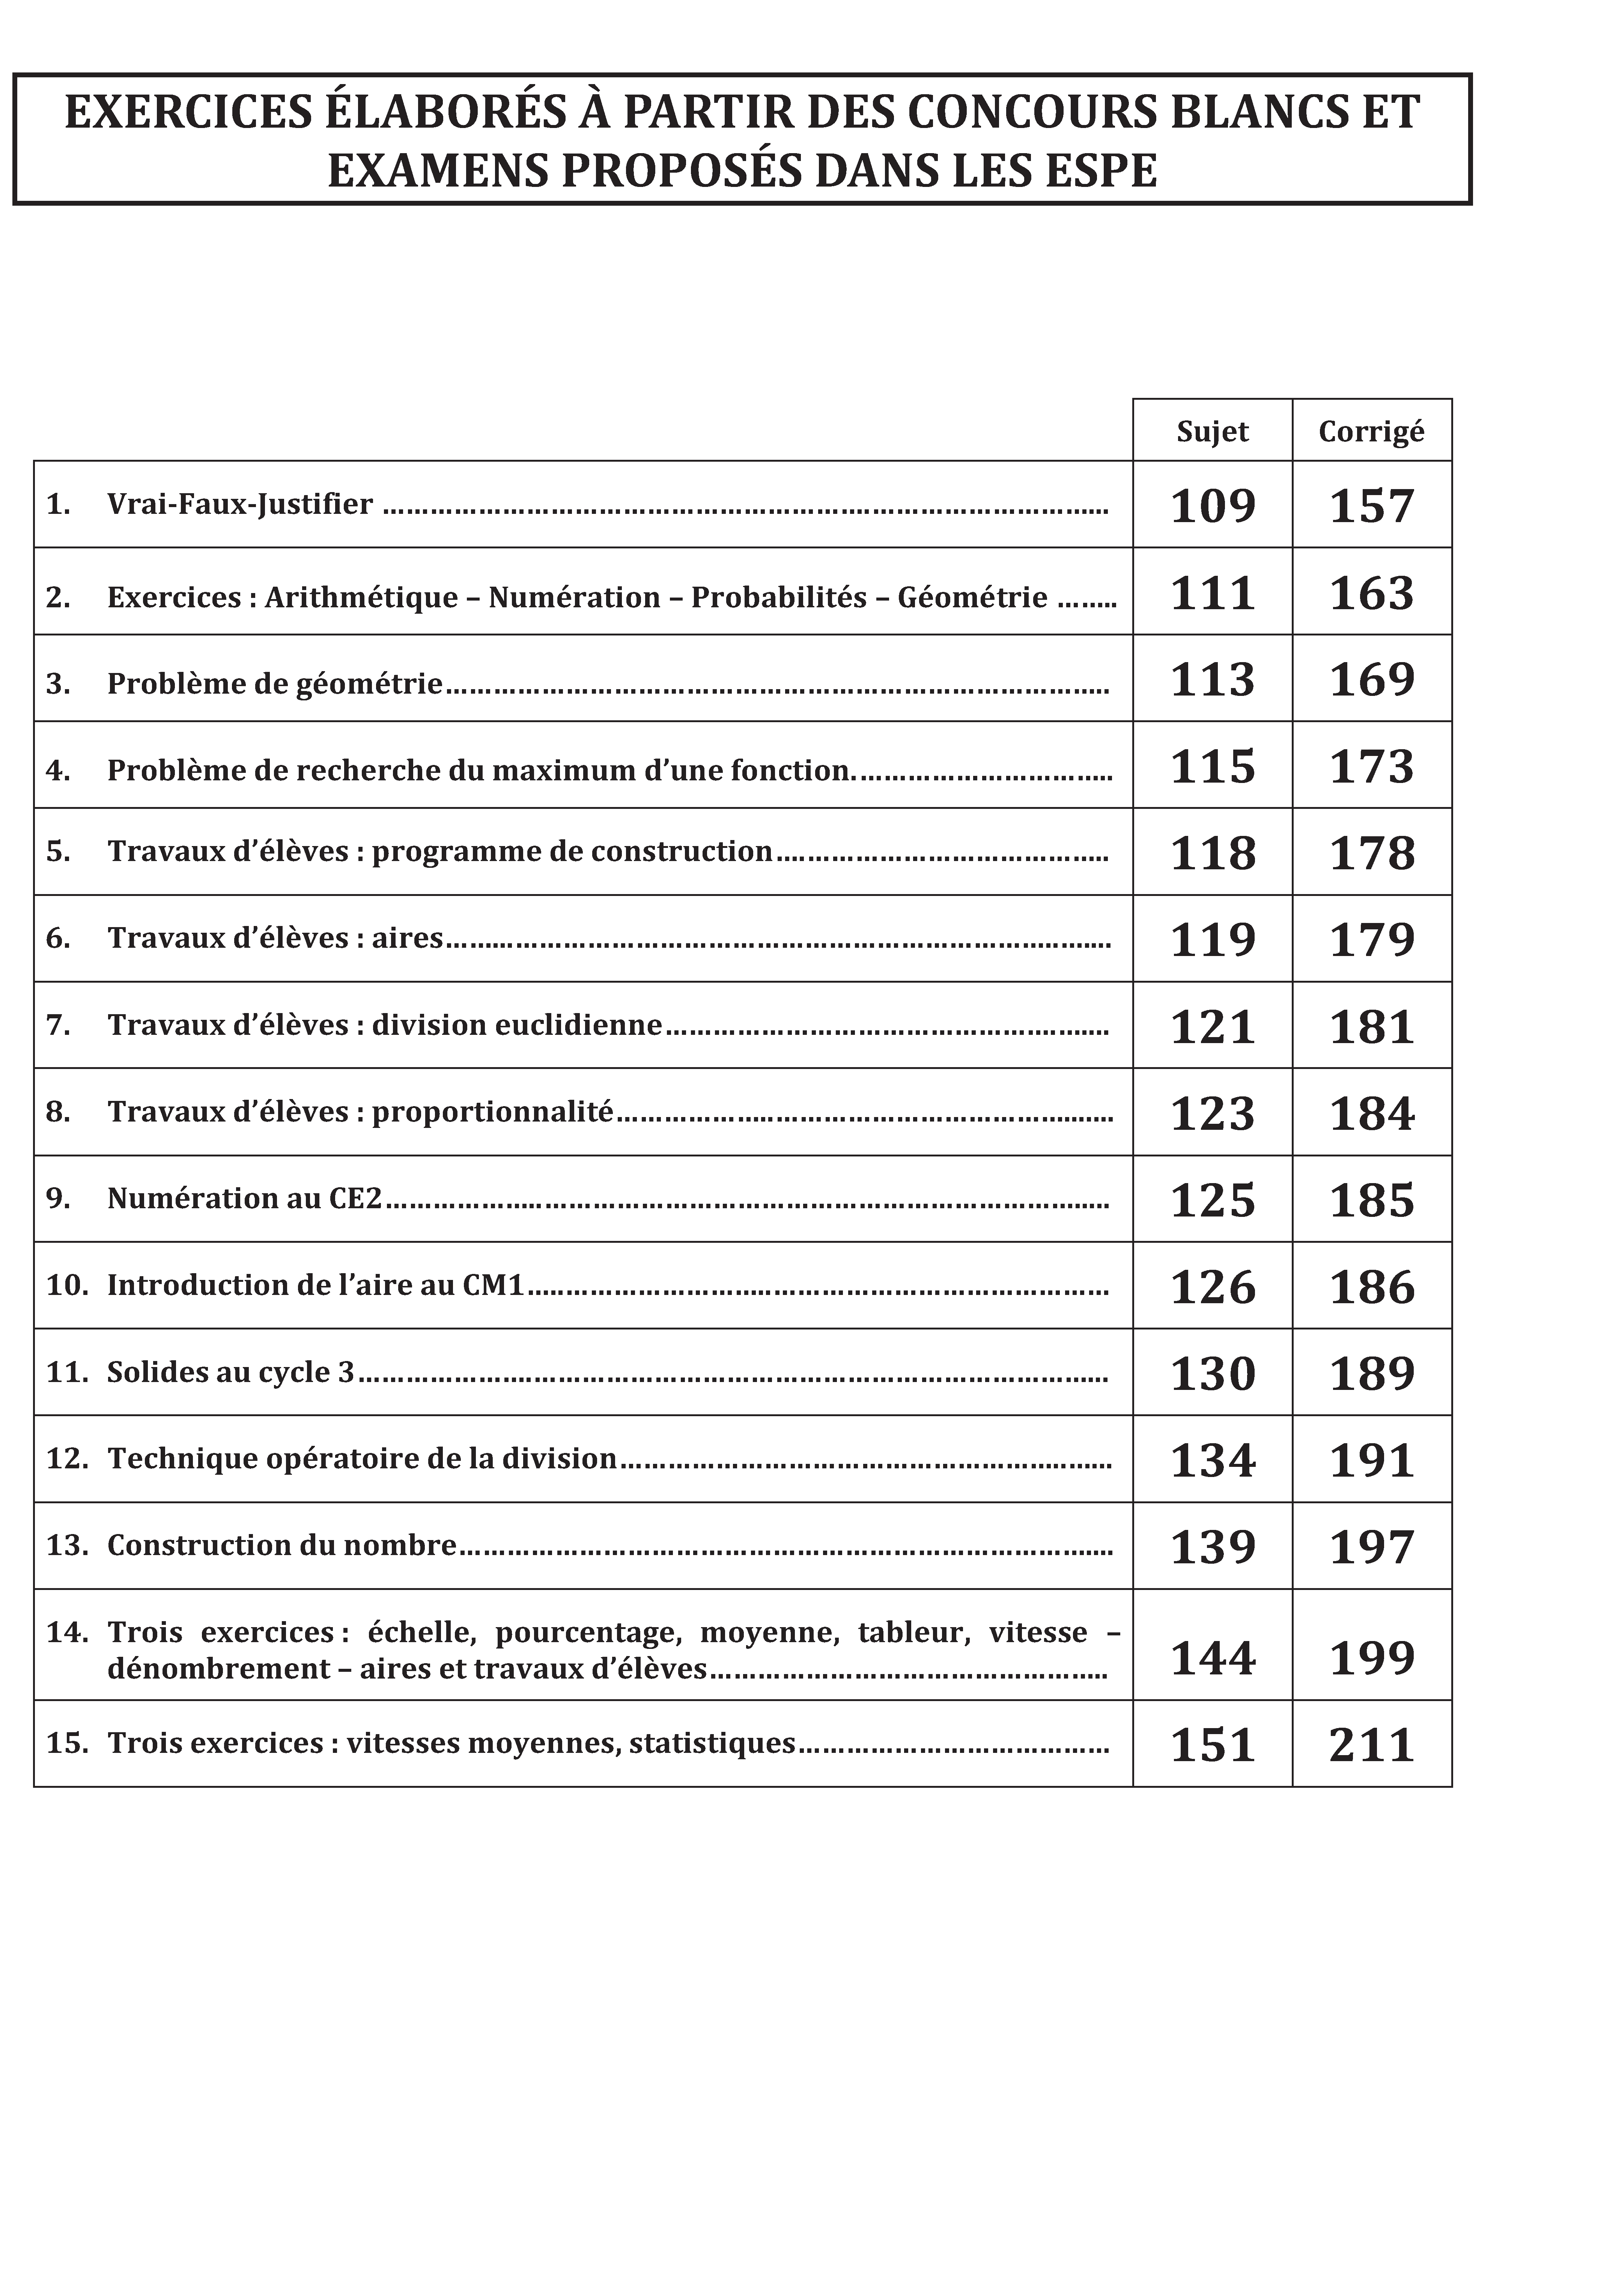 EXERCICES ÉLABORÉS À PARTIR DES CONCOURS BLANCS ET
EXAMENS PROPOSÉS DANS LES ESPE
Sujet Corrigé
1. Vrai-Faux-Justifier ........................................ 109 157
2. Exercices : Arithmétique – Numération – Probabilités – Géométrie ........ 111 163
3. Problème de géométrie........................................ 113 169
4. Problème de recherche du maximum d’une fonction........................................ 115 173
5. Travaux d’élèves : programme de construction........................................ 118 178
6. Travaux d’élèves : aires........................................ 119 179
7. Travaux d’élèves : division euclidienne........................................ 121 181
8. Travaux d’élèves : proportionnalité........................................ 123 184
9. Numération au CE2........................................ 125 185
10. Introduction de l’aire au CM1........................................ 126 186
11. Solides au cycle 3........................................ 130 189
12. Technique opératoire de la division........................................ 134 191
13. Construction du nombre........................................ 139 197
14. Trois exercices : échelle, pourcentage, moyenne, tableur, vitesse –
dénombrement – aires et travaux d’élèves........................................ 144 199
15. Trois exercices : vitesses moyennes, statistiques........................................ 151 211